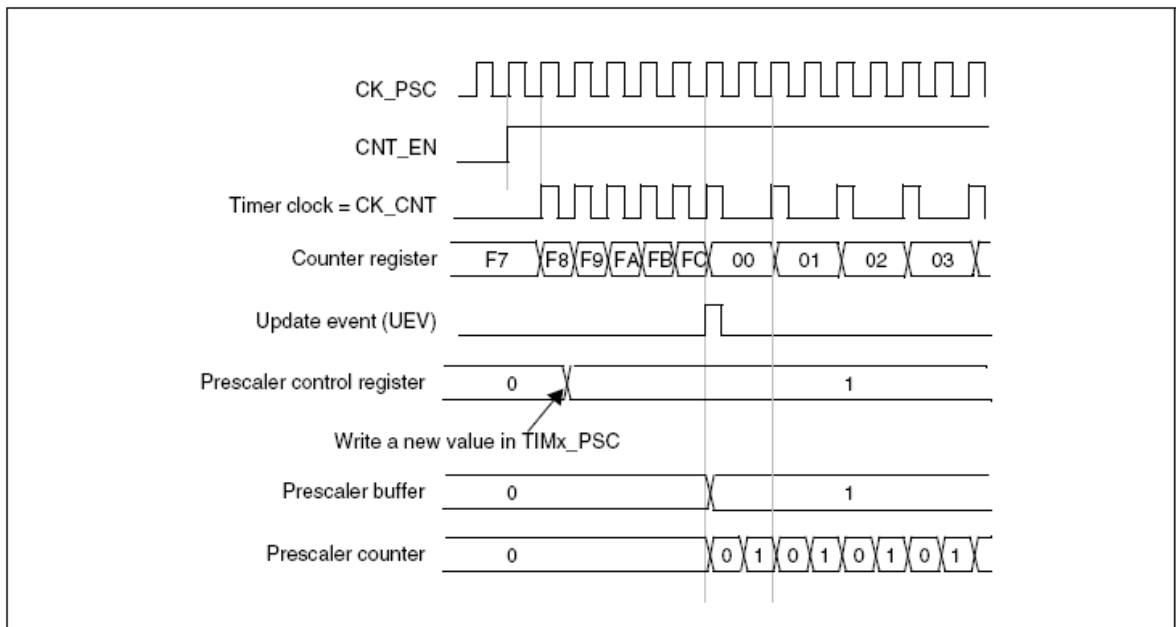 CK_PSC
CNT_EN
Timer clock = CK_CNT
Counter register F7 F8 F9 FA FB FC 00 01 02 03
Update event (UEV)
Prescaler control register 0 1
Write a new value in TIMx_PSC
Prescaler buffer 0 1
Prescaler counter 0 0 1 0 1 0 1 0 1